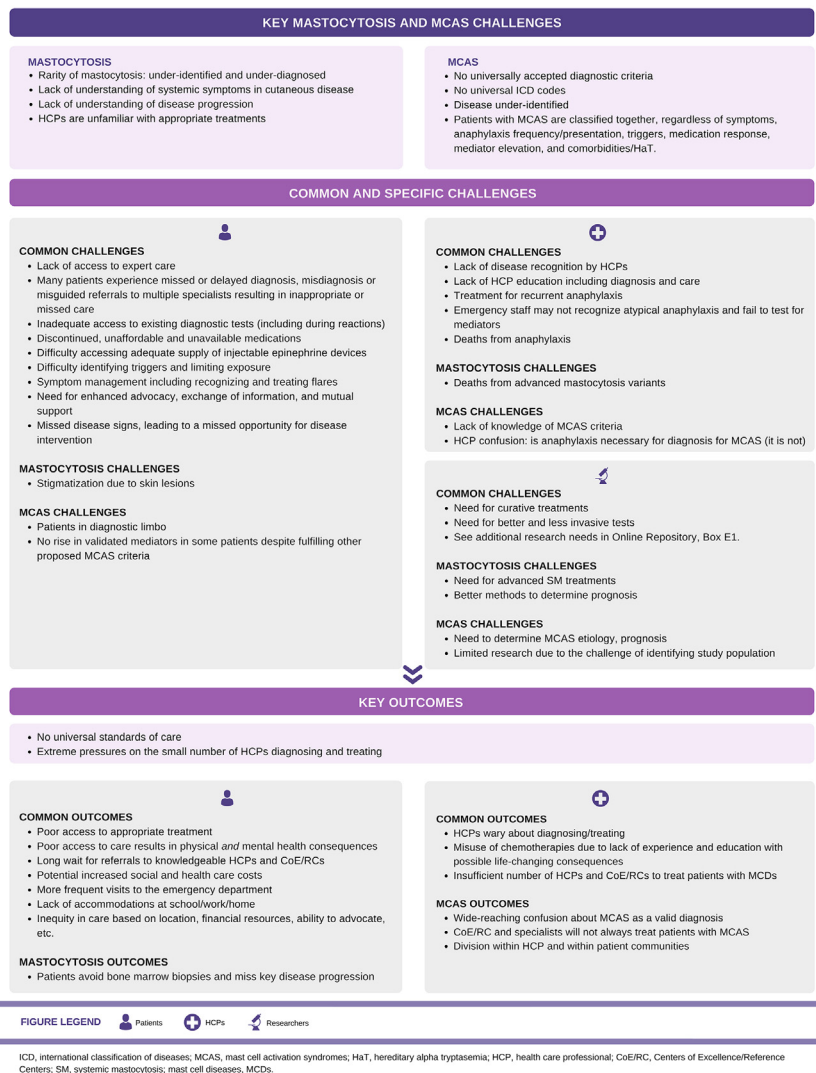 KEY MASTOCYTOSIS AND MCAS CHALLENGES
MASTOCYTOSIS
• Rarity of mastocytosis: under-identified and under-diagnosed
• Lack of understanding of systemic symptoms in cutaneous disease
• Lack of understanding of disease progression
• HCPs are unfamiliar with appropriate treatments
MCAS
• No universally accepted diagnostic criteria
• No universal ICD codes
• Disease under-identified
• Patients with MCAS are classified together, regardless of symptoms,
anaphylaxis frequency/presentation, triggers, medication response,
mediator elevation, and comorbidities/HaT.
COMMON AND SPECIFIC CHALLENGES
COMMON CHALLENGES
• Lack of access to expert care
• Many patients experience missed or delayed diagnosis, misdiagnosis or
misguided referrals to multiple specialists resulting in inappropriate or
missed care
• Inadequate access to existing diagnostic tests (including during reactions)
• Discontinued, unaffordable and unavailable medications
• Difficulty accessing adequate supply of injectable epinephrine devices
• Difficulty identifying triggers and limiting exposure
• Symptom management including recognizing and treating flares
• Need for enhanced advocacy, exchange of information, and mutual
support
• Missed disease signs, leading to a missed opportunity for disease
intervention
MASTOCYTOSIS CHALLENGES
• Stigmatization due to skin lesions
MCAS CHALLENGES
• Patients in diagnostic limbo
• No rise in validated mediators in some patients despite fulfilling other
proposed MCAS criteria
COMMON CHALLENGES
• Lack of disease recognition by HCPs
• Lack of HCP education including diagnosis and care
• Treatment for recurrent anaphylaxis
• Emergency staff may not recognize atypical anaphylaxis and fail to test for
mediators
• Deaths from anaphylaxis
MASTOCYTOSIS CHALLENGES
• Deaths from advanced mastocytosis variants
MCAS CHALLENGES
• Lack of knowledge of MCAS criteria
• HCP confusion: is anaphylaxis necessary for diagnosis for MCAS (it is not)
COMMON CHALLENGES
• Need for curative treatments
• Need for better and less invasive tests
• See additional research needs in Online Repository, Box E1.
MASTOCYTOSIS CHALLENGES
• Need for advanced SM treatments
• Better methods to determine prognosis
MCAS CHALLENGES
• Need to determine MCAS etiology, prognosis
• Limited research due to the challenge of identifying study population
KEY OUTCOMES
• No universal standards of care
• Extreme pressures on the small number of HCPs diagnosing and treating
COMMON OUTCOMES
• Poor access to appropriate treatment
• Poor access to care results in physical and mental health consequences
• Long wait for referrals to knowledgeable HCPs and CoE/RCs
• Potential increased social and health care costs
• More frequent visits to the emergency department
• Lack of accommodations at school/work/home
• Inequity in care based on location, financial resources, ability to advocate,
etc.
MASTOCYTOSIS OUTCOMES
• Patients avoid bone marrow biopsies and miss key disease progression
COMMON OUTCOMES
• HCPs wary about diagnosing/treating
• Misuse of chemotherapies due to lack of experience and education with
possible life-changing consequences
• Insufficient number of HCPs and CoE/RCs to treat patients with MCDs
MCAS OUTCOMES
• Wide-reaching confusion about MCAS as a valid diagnosis
• CoE/RC and specialists will not always treat patients with MCAS
• Division within HCP and within patient communities
FIGURE LEGEND Patients HCPs Researchers
ICD, international classification of diseases; MCAS, mast cell activation syndromes; HaT, hereditary alpha tryptasemia; HCP, health care professional; CoE/RC, Centers of Excellence/Reference
Centers; SM, systemic mastocytosis; mast cell diseases, MCDs.